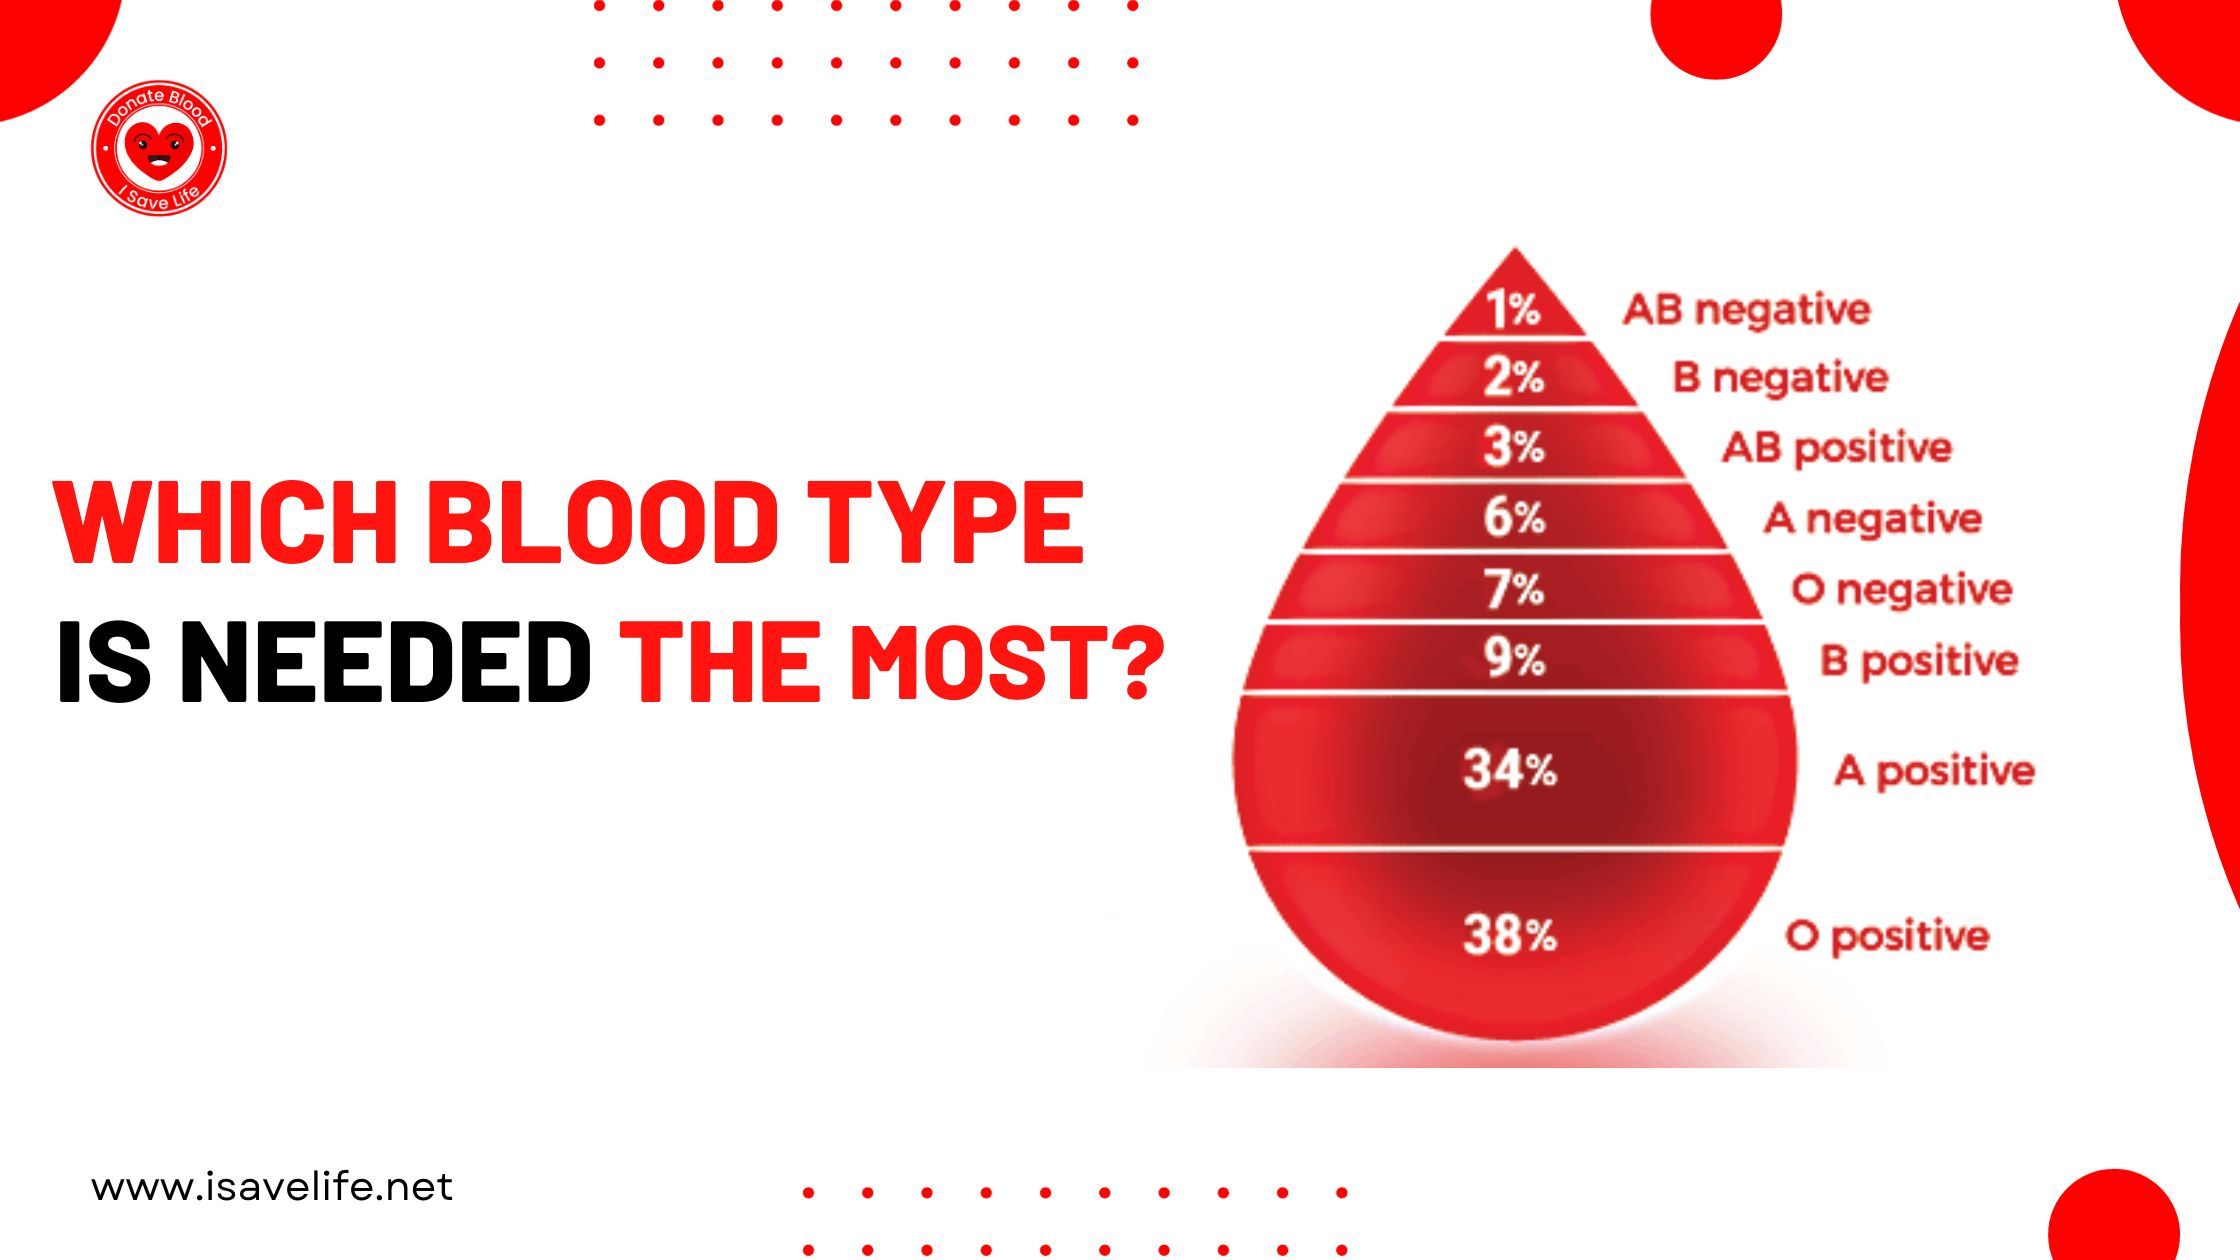 Donate Blood
I Save Life
WHICH BLOOD TYPE
IS NEEDED THE MOST?
1% AB negative
2% B negative
3% AB positive
6% A negative
7% O negative
9% B positive
34% A positive
38% O positive
www.isavelife.net